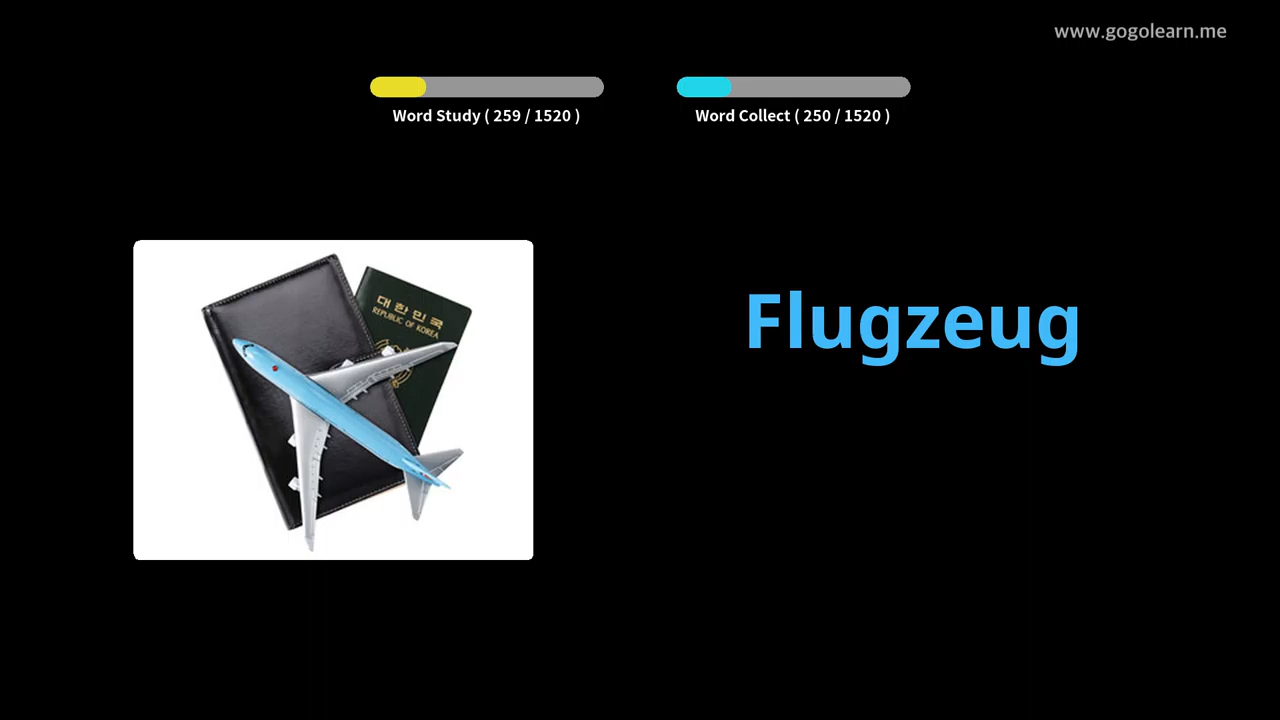 www.gogolearn.me
Word Study ( 259 / 1520 )
Word Collect ( 250 / 1520 )
대한민국
REPUBLIC OF KOREA
Flugzeug